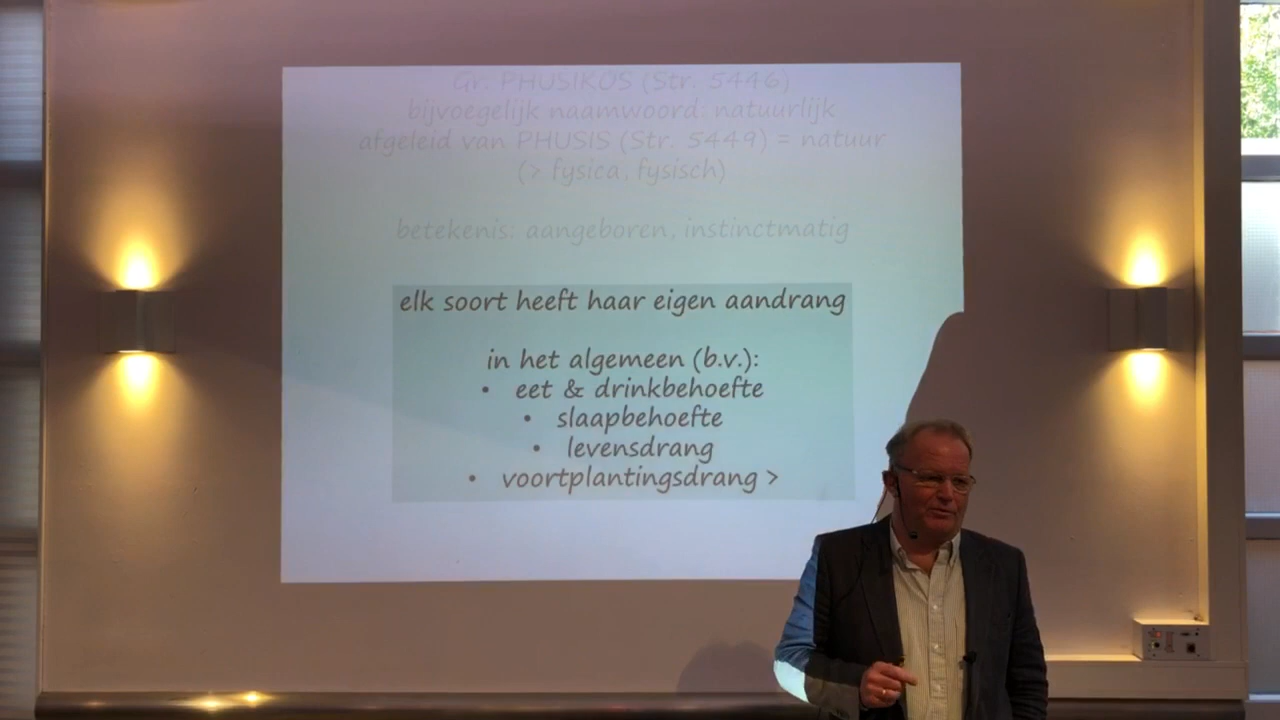 Gr. PHUSIKOS (Str. 5446)
bijvoegelijk naamwoord: natuurlijk
afgeleid van PHUSIS (Str. 5449) = natuur
(> fysica, fysisch)
betekenis: aangeboren, instinctmatig
elk soort heeft haar eigen aandrang
in het algemeen (b.v.):
• eet & drinkbehoefte
• slaapbehoefte
• levensdrang
• voortplantingsdrang >